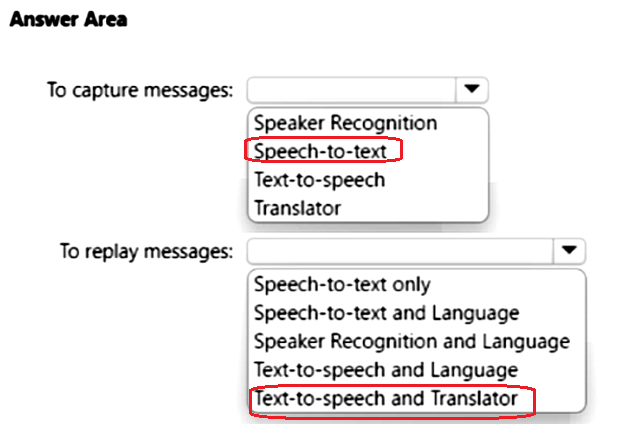 Answer Area
To capture messages:
Speaker Recognition
Speech-to-text
Text-to-speech
Translator
To replay messages:
Speech-to-text only
Speech-to-text and Language
Speaker Recognition and Language
Text-to-speech and Language
Text-to-speech and Translator